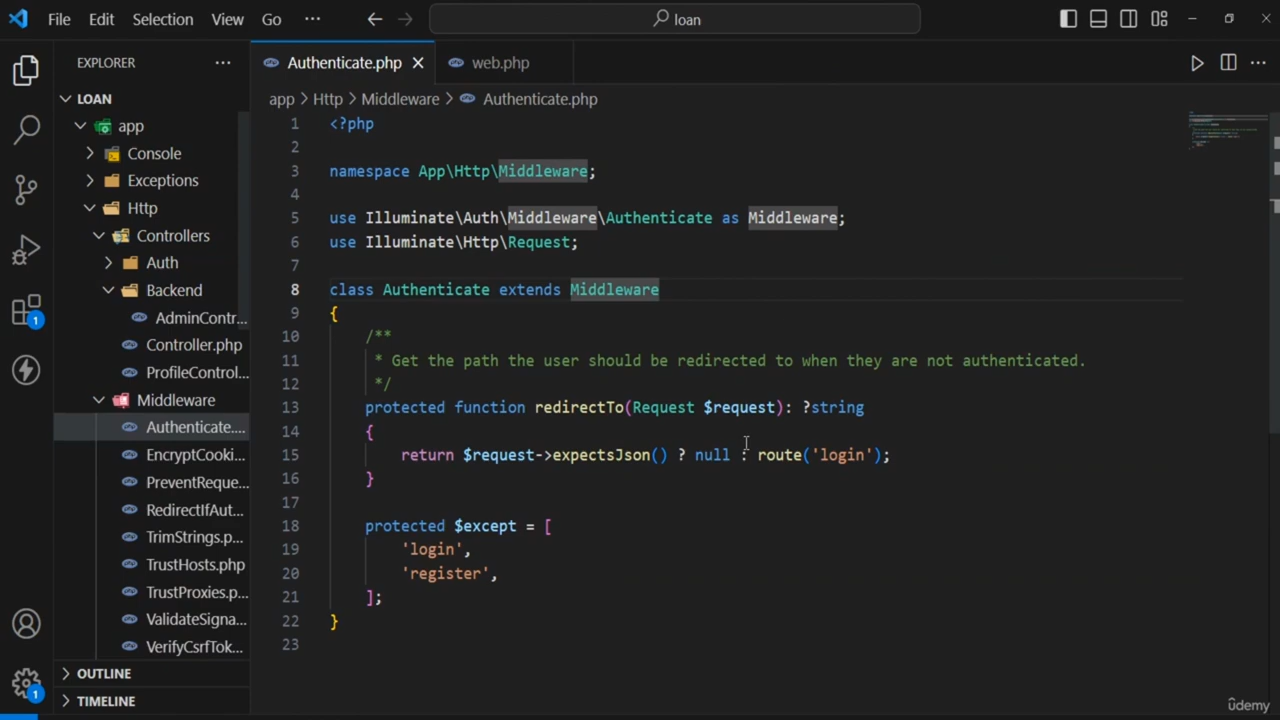 File Edit Selection View Go ··· loan
EXPLORER ···
Authenticate.php
web.php
LOAN
app
Console
Exceptions
Http
Controllers
Auth
Backend
AdminContr...
Controller.php
ProfileControl...
Middleware
Authenticate....
EncryptCooki...
PreventReque...
RedirectIfAut...
TrimStrings.p...
TrustHosts.php
TrustProxies.p...
ValidateSigna...
VerifyCsrfTok...
OUTLINE
TIMELINE
1
1
app > Http > Middleware > Authenticate.php
1 <?php
2
3 namespace App\Http\Middleware;
4
5 use Illuminate\Auth\Middleware\Authenticate as Middleware;
6 use Illuminate\Http\Request;
7
8 class Authenticate extends Middleware
9 {
10 /**
11 * Get the path the user should be redirected to when they are not authenticated.
12 */
13 protected function redirectTo(Request $request): ?string
14 {
15 return $request->expectsJson() ? null : route('login');
16 }
17
18 protected $except = [
19 'login',
20 'register',
21 ];
22 }
23
ûdemy